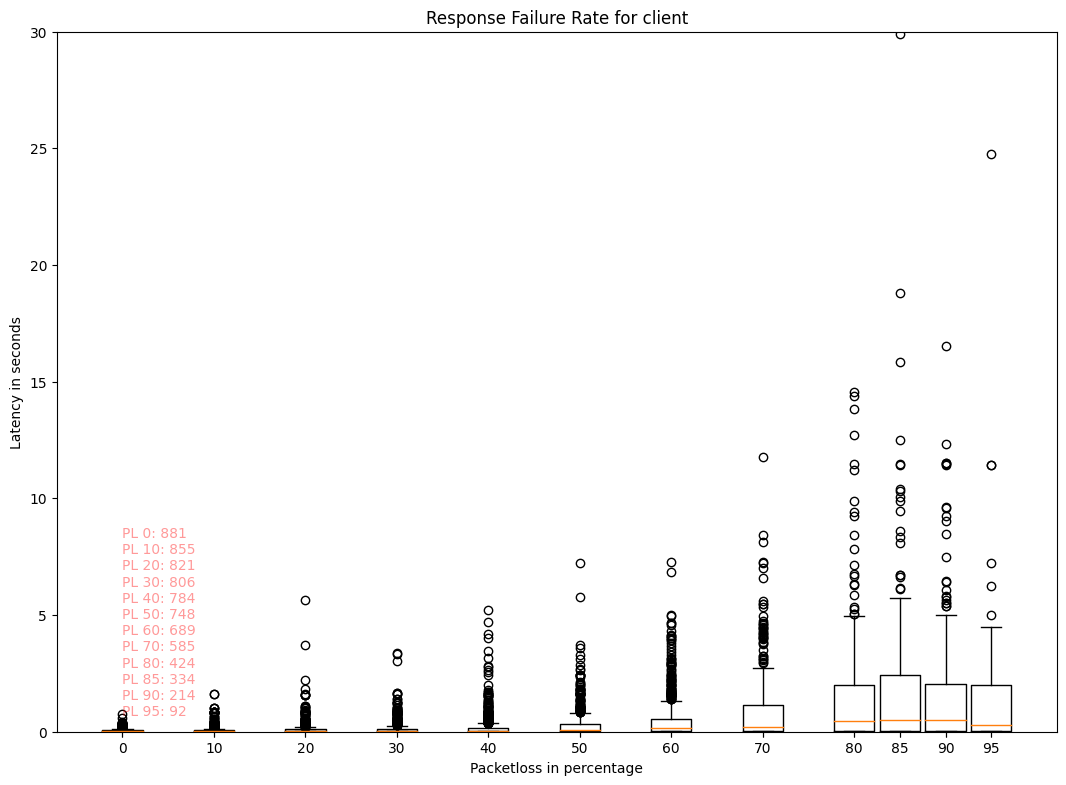 Response Failure Rate for client
Latency in seconds
30
25
20
15
10
5
0
PL 0: 881
PL 10: 855
PL 20: 821
PL 30: 806
PL 40: 784
PL 50: 748
PL 60: 689
PL 70: 585
PL 80: 424
PL 85: 334
PL 90: 214
PL 95: 92
0 10 20 30 40 50 60 70 80 85 90 95
Packetloss in percentage